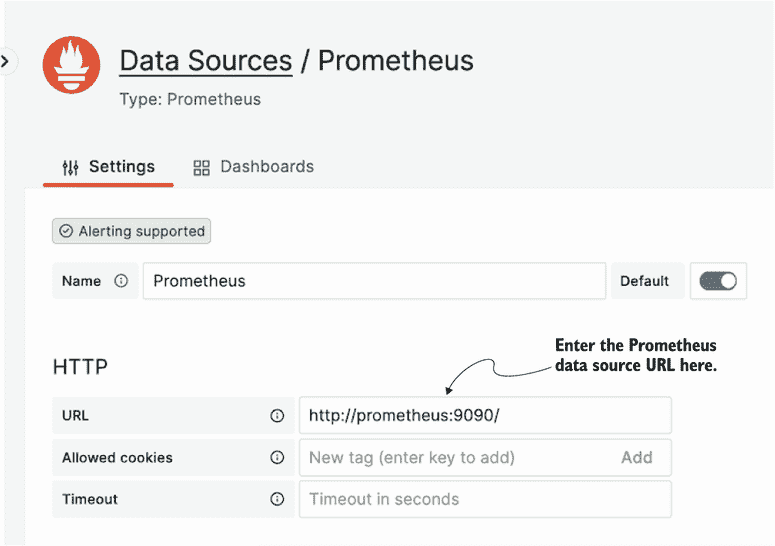 Data Sources / Prometheus
Type: Prometheus
Settings
Dashboards
Alerting supported
Name
Prometheus
Default
HTTP
Enter the Prometheus
data source URL here.
URL
http://prometheus:9090/
Allowed cookies
New tag (enter key to add)
Add
Timeout
Timeout in seconds